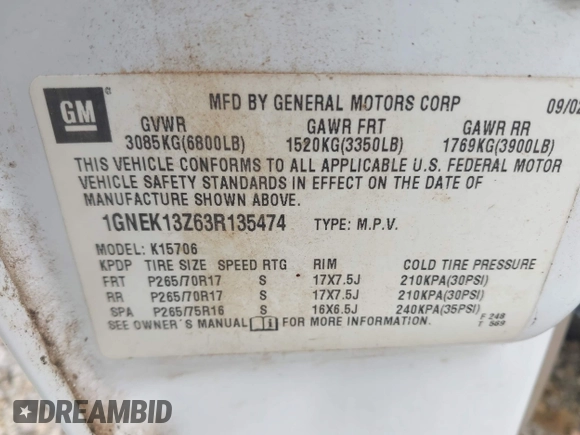 GM
®
MFD BY GENERAL MOTORS CORP 09/02
GVWR GAWR FRT GAWR RR
3085KG(6800LB) 1520KG(3350LB) 1769KG(3900LB)
THIS VEHICLE CONFORMS TO ALL APPLICABLE U.S. FEDERAL MOTOR
VEHICLE SAFETY STANDARDS IN EFFECT ON THE DATE OF
MANUFACTURE SHOWN ABOVE.
1GNEK13Z63R135474 TYPE: M.P.V.
MODEL: K15706
KPDP TIRE SIZE SPEED RTG RIM COLD TIRE PRESSURE
FRT P265/70R17 S 17X7.5J 210KPA(30PSI)
RR P265/70R17 S 17X7.5J 210KPA(30PSI)
SPA P265/75R16 S 16X6.5J 240KPA(35PSI)
SEE OWNER'S MANUAL FOR MORE INFORMATION.
F 248
T 569
DREAMBID